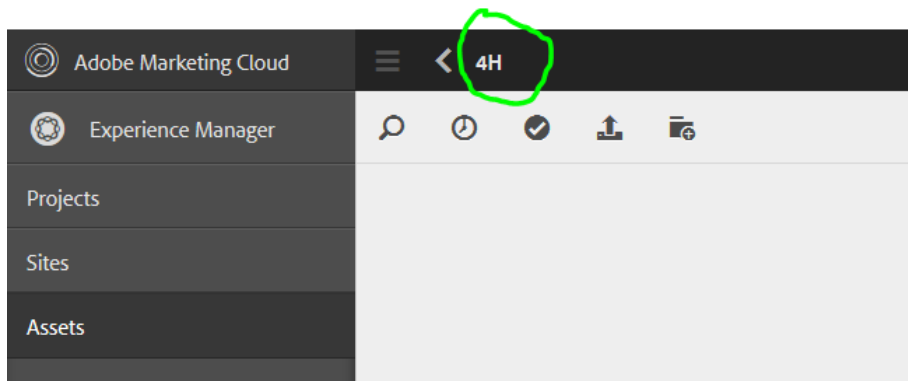 Adobe Marketing Cloud
4H
Experience Manager
Projects
Sites
Assets